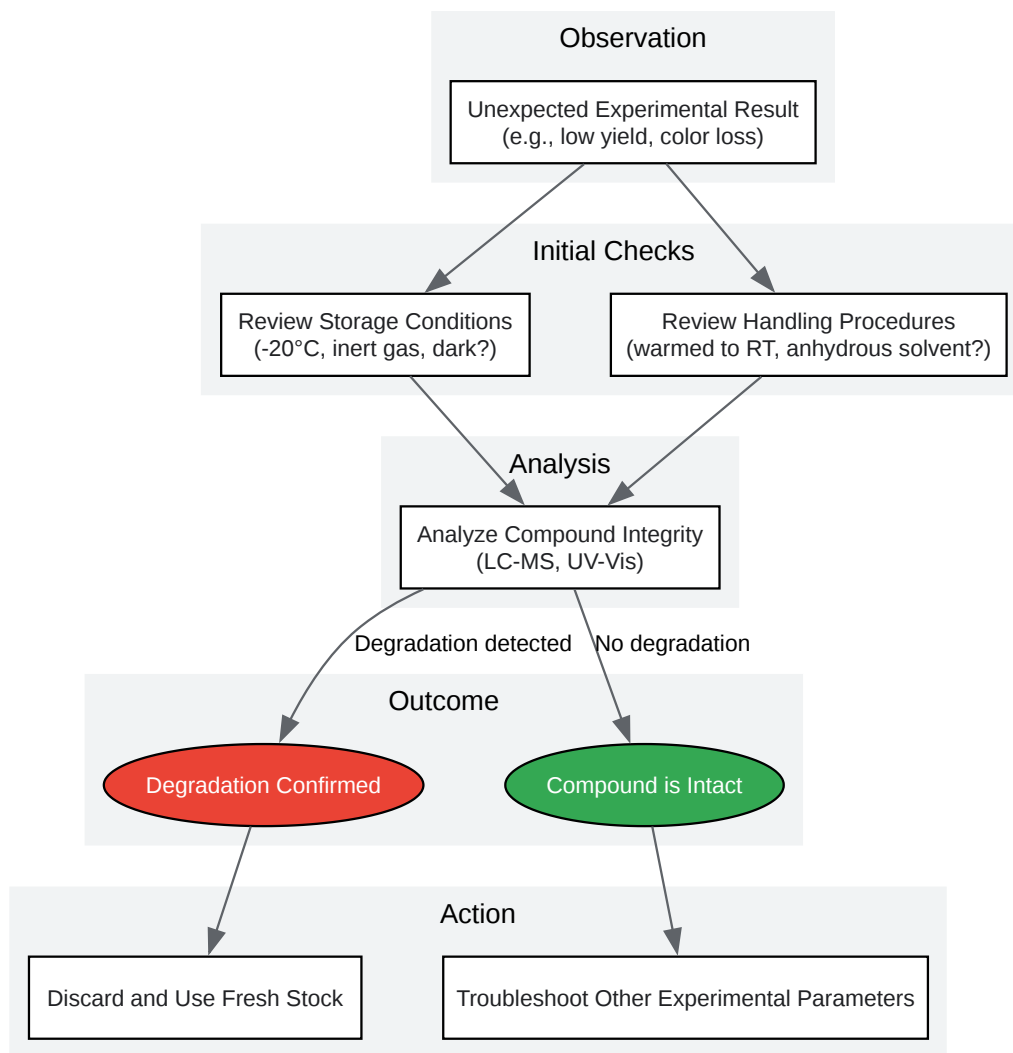 Observation
Unexpected Experimental Result
(e.g., low yield, color loss)
Initial Checks
Review Storage Conditions
(-20°C, inert gas, dark?)
Review Handling Procedures
(warmed to RT, anhydrous solvent?)
Analysis
Analyze Compound Integrity
(LC-MS, UV-Vis)
Degradation detected
No degradation
Outcome
Degradation Confirmed
Compound is Intact
Action
Discard and Use Fresh Stock
Troubleshoot Other Experimental Parameters